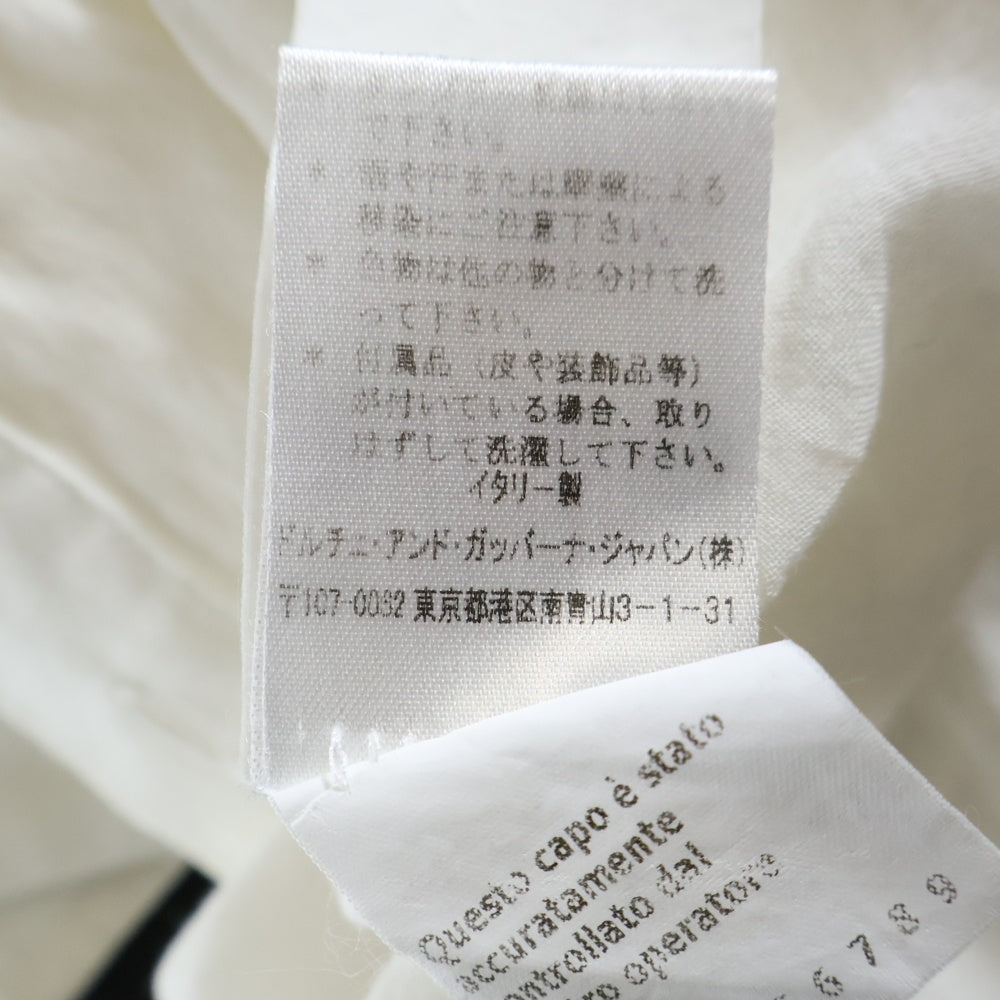 て下さい。
* 雨や汗または摩擦による
移染にご注意下さい。
* 色物は他の物と分けて洗
って下さい。
* 付属品（皮や装飾品等）
が付いている場合、取り
はずして洗濯して下さい。
イタリー製
ドルチェ・アンド・ガッバーナ・ジャパン(株)
〒107-0062 東京都港区南青山3-1-31
Questo capo è stato
accuratamente
controllato dal
operatore
6 7 8 9